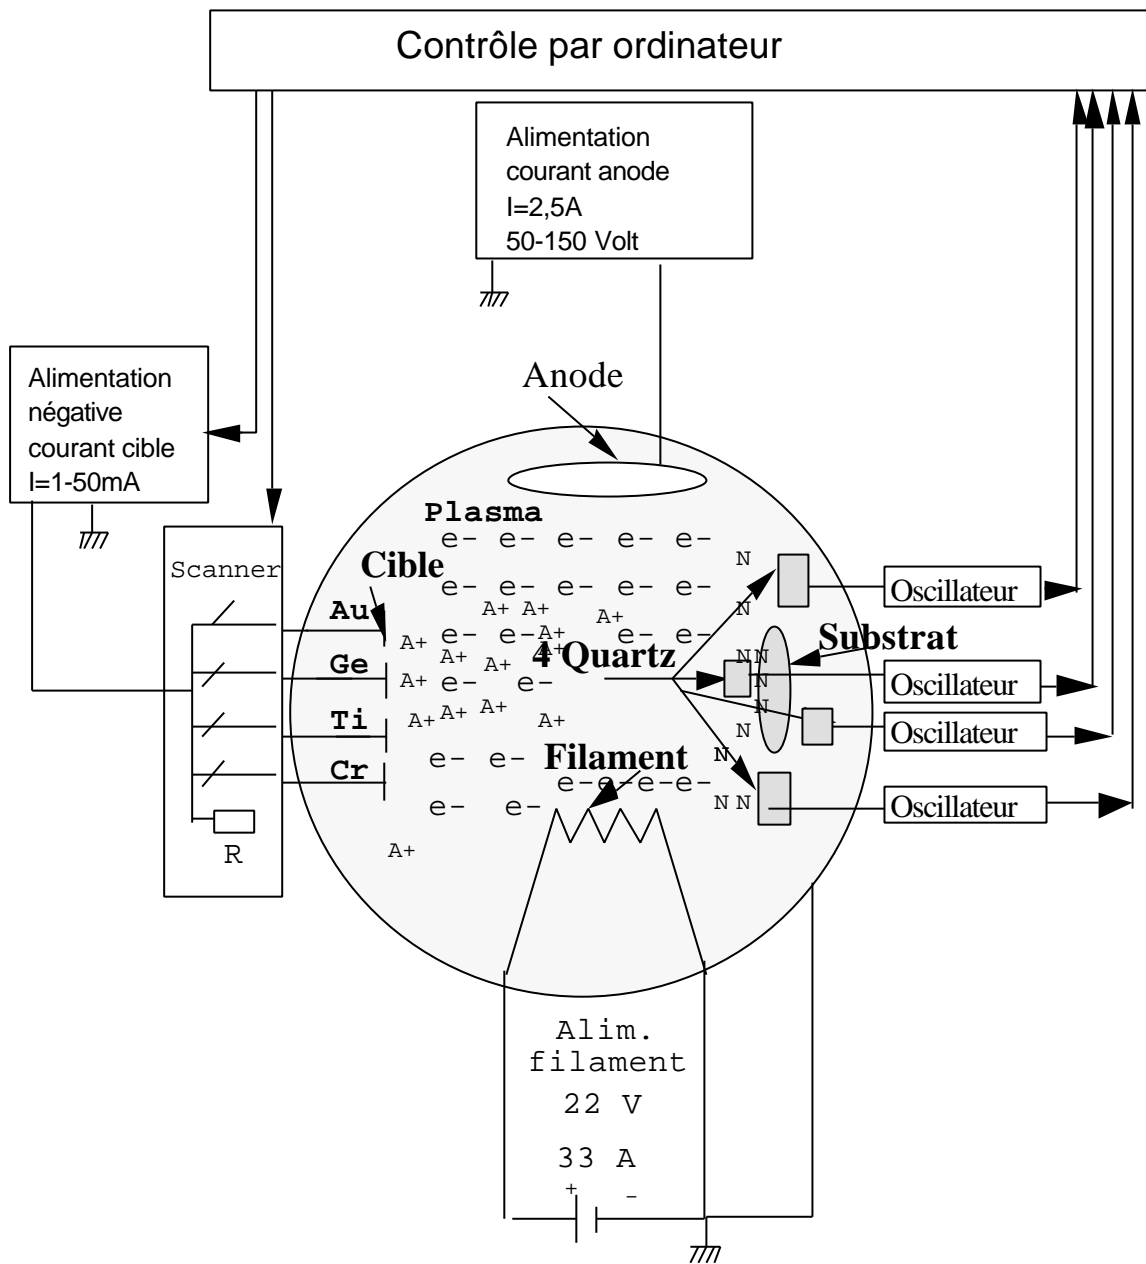 Contrôle par ordinateur
Alimentation
courant anode
I=2,5A
50-150 Volt
Alimentation
négative
courant cible
I=1-50mA
Anode
Plasma
e- e- e- e- e-
Scanner
Cible
N
Oscillateur
e- e- e- e- e-
Au
A+ A+
A+
N
A+
e- e- A+ e- e-
Substrat
Ge
A+
A+
A+
4 Quartz
N N
A+
e- e-
N
Oscillateur
Ti
A+ A+ A+
A+
N
N
Oscillateur
Cr
e- e-
Filament
N
e- e- e- e-
e- e-
N N
Oscillateur
R
A+
Alim.
filament
22 V
33 A
+ -